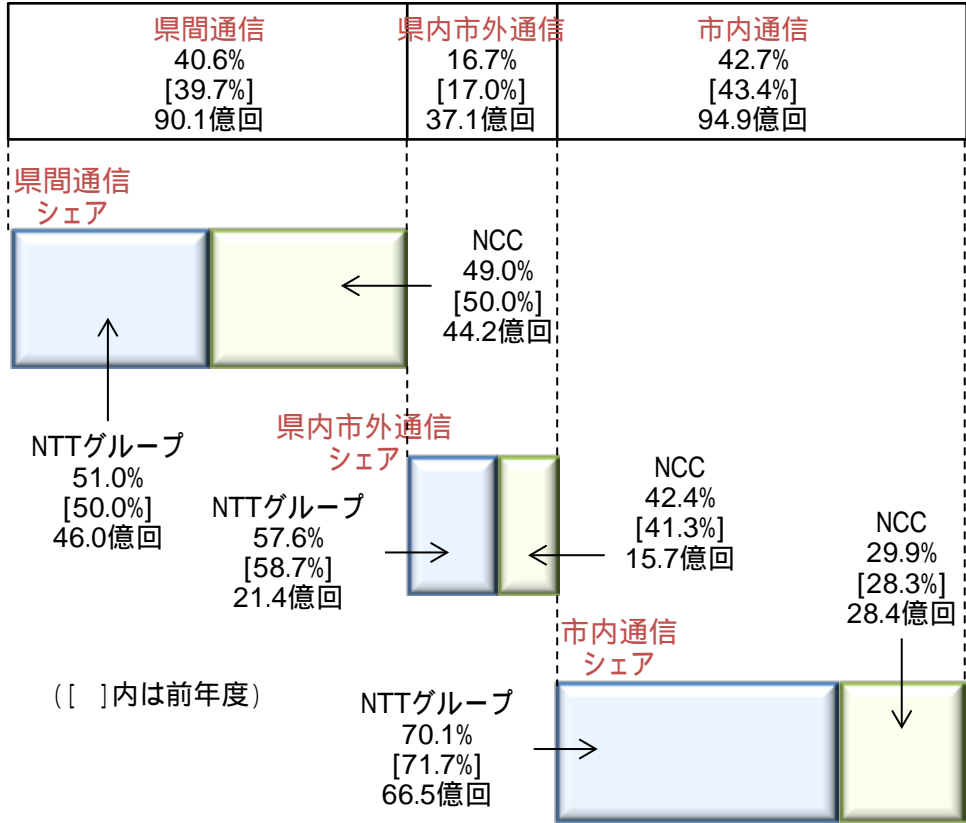 県間通信
40.6%
[39.7%]
90.1億回
県内市外通信
16.7%
[17.0%]
37.1億回
市内通信
42.7%
[43.4%]
94.9億回
県間通信
シェア
NCC
49.0%
[50.0%]
44.2億回
NTTグループ
51.0%
[50.0%]
46.0億回
県内市外通信
シェア
NTTグループ
57.6%
[58.7%]
21.4億回
NCC
42.4%
[41.3%]
15.7億回
NCC
29.9%
[28.3%]
28.4億回
市内通信
シェア
NTTグループ
70.1%
[71.7%]
66.5億回
([ ]内は前年度)